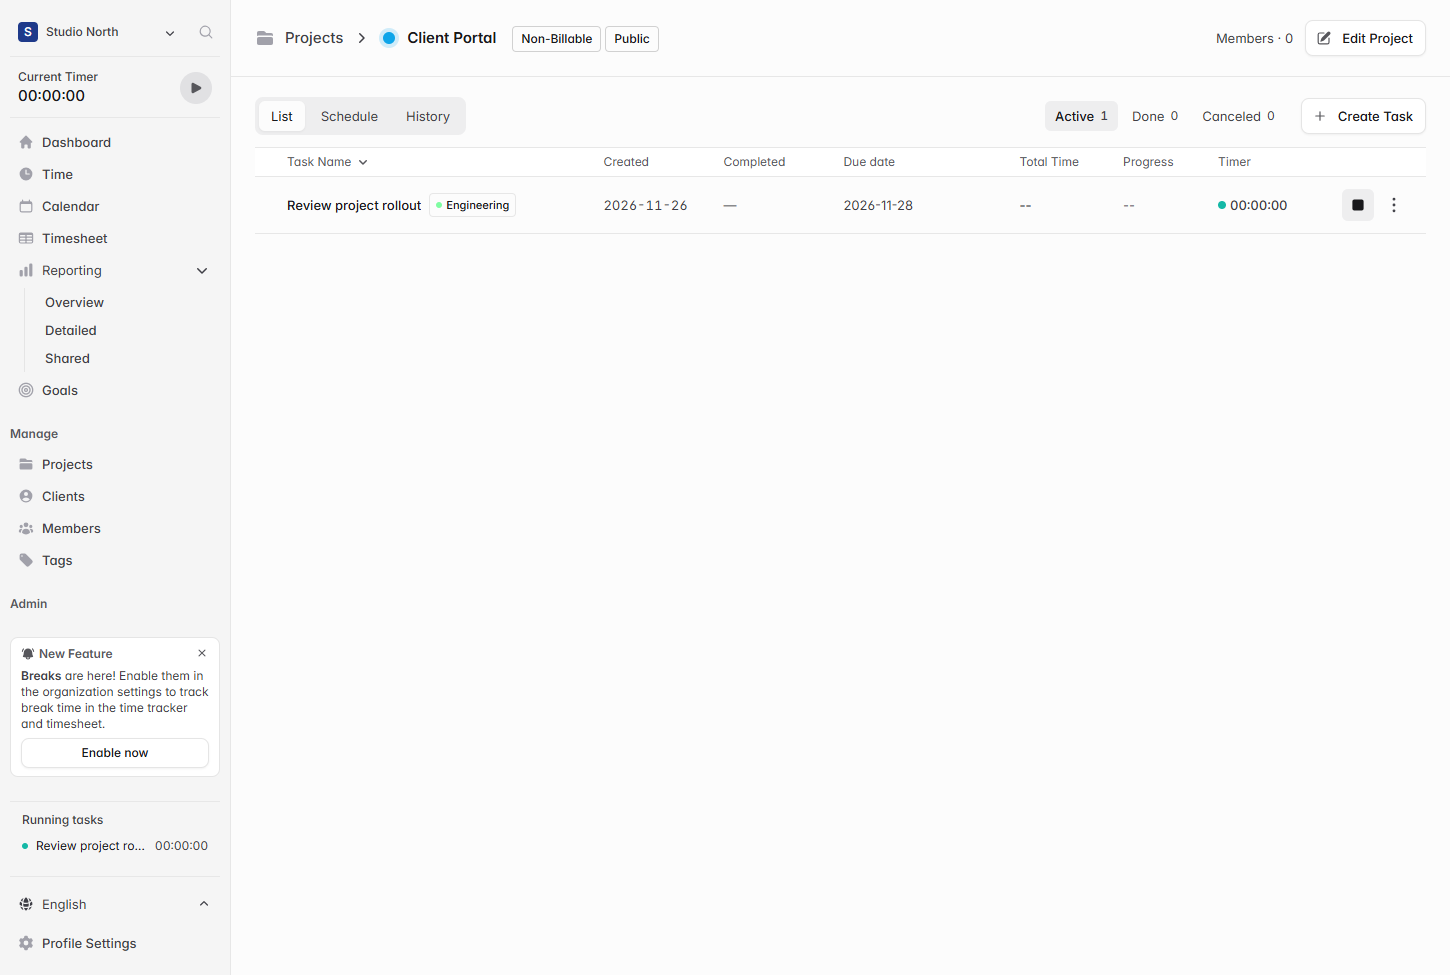 S Studio North
Current Timer
00:00:00
Dashboard
Time
Calendar
Timesheet
Reporting
Overview
Detailed
Shared
Goals
Manage
Projects
Clients
Members
Tags
Admin
New Feature
Breaks are here! Enable them in
the organization settings to track
break time in the time tracker
and timesheet.
Enable now
Running tasks
Review project ro... 00:00:00
English
Profile Settings
Projects Client Portal Non-Billable Public Members · 0 Edit Project
List Schedule History Active 1 Done 0 Canceled 0 Create Task
Task Name Created Completed Due date Total Time Progress Timer
Review project rollout Engineering 2026-11-26 — 2026-11-28 -- -- 00:00:00